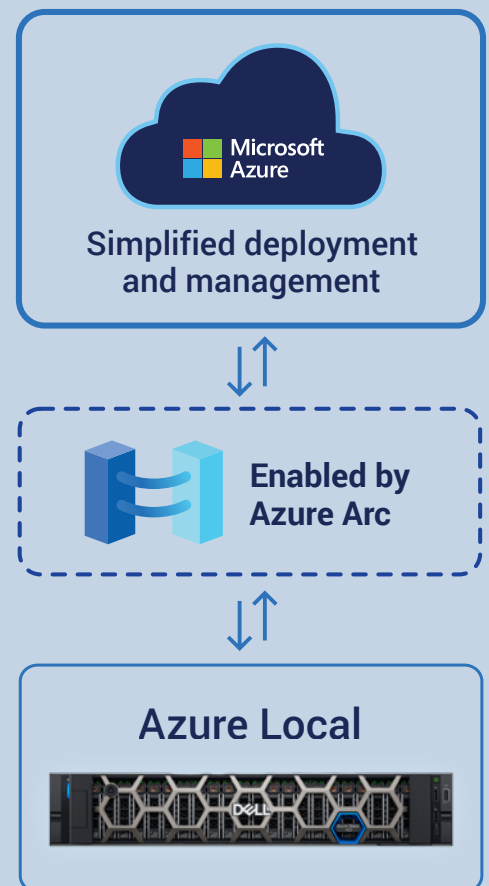 Microsoft
Azure
Simplified deployment
and management
Enabled by
Azure Arc
Azure Local
DELL